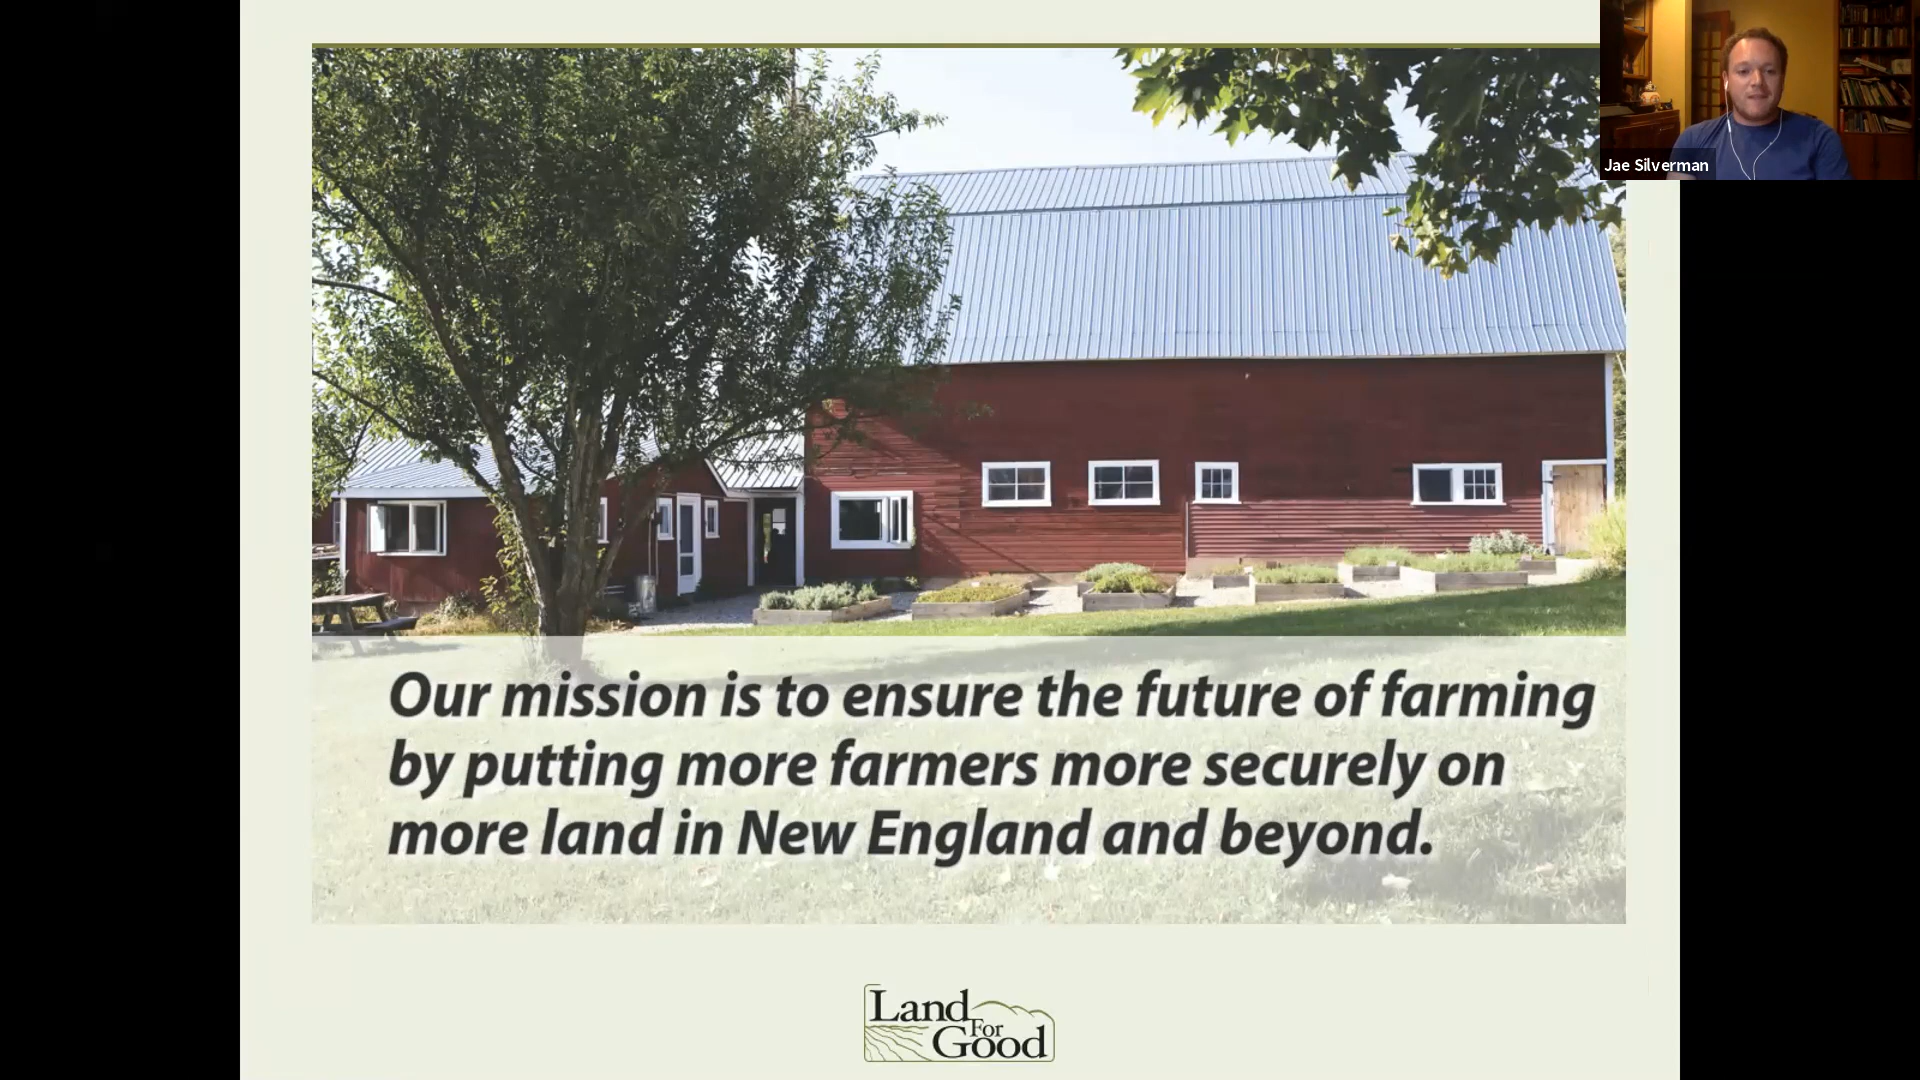 Jae Silverman
Our mission is to ensure the future of farming
by putting more farmers more securely on
more land in New England and beyond.
Land
For
Good